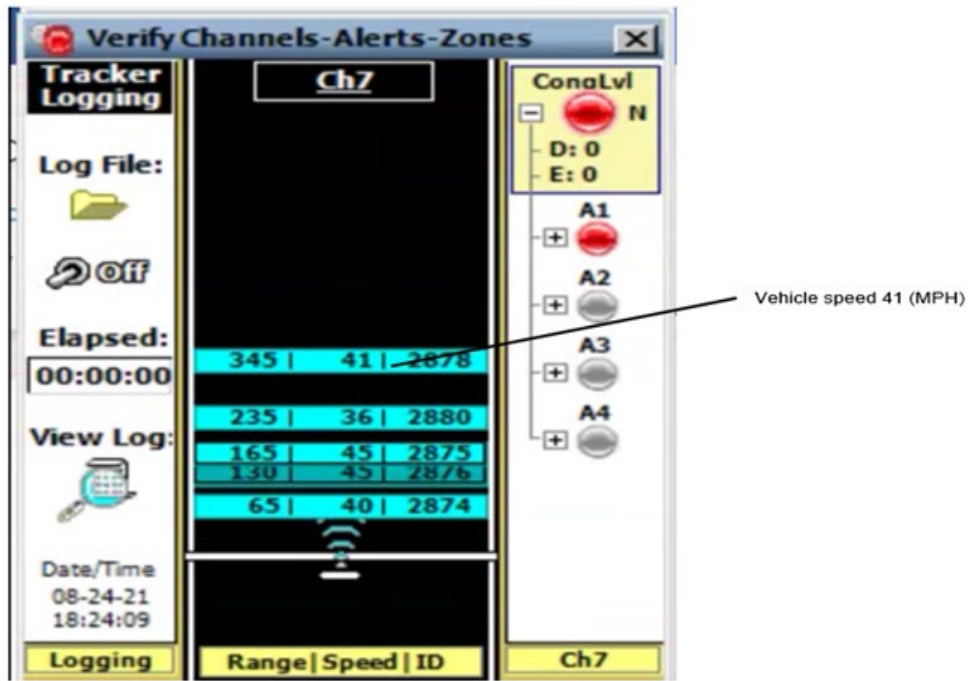 Verify Channels-Alerts-Zones
Tracker
Logging
Log File:
Off
Elapsed:
00:00:00
View Log:
Date/Time
08-24-21
18:24:09
Logging
Ch7
345 | 41 | 2878
235 | 36 | 2880
165 | 45 | 2875
130 | 45 | 2876
65 | 40 | 2874
Range|Speed|ID
CongLvl
N
D: 0
E: 0
A1
A2
A3
A4
Ch7
Vehicle speed 41 (MPH)